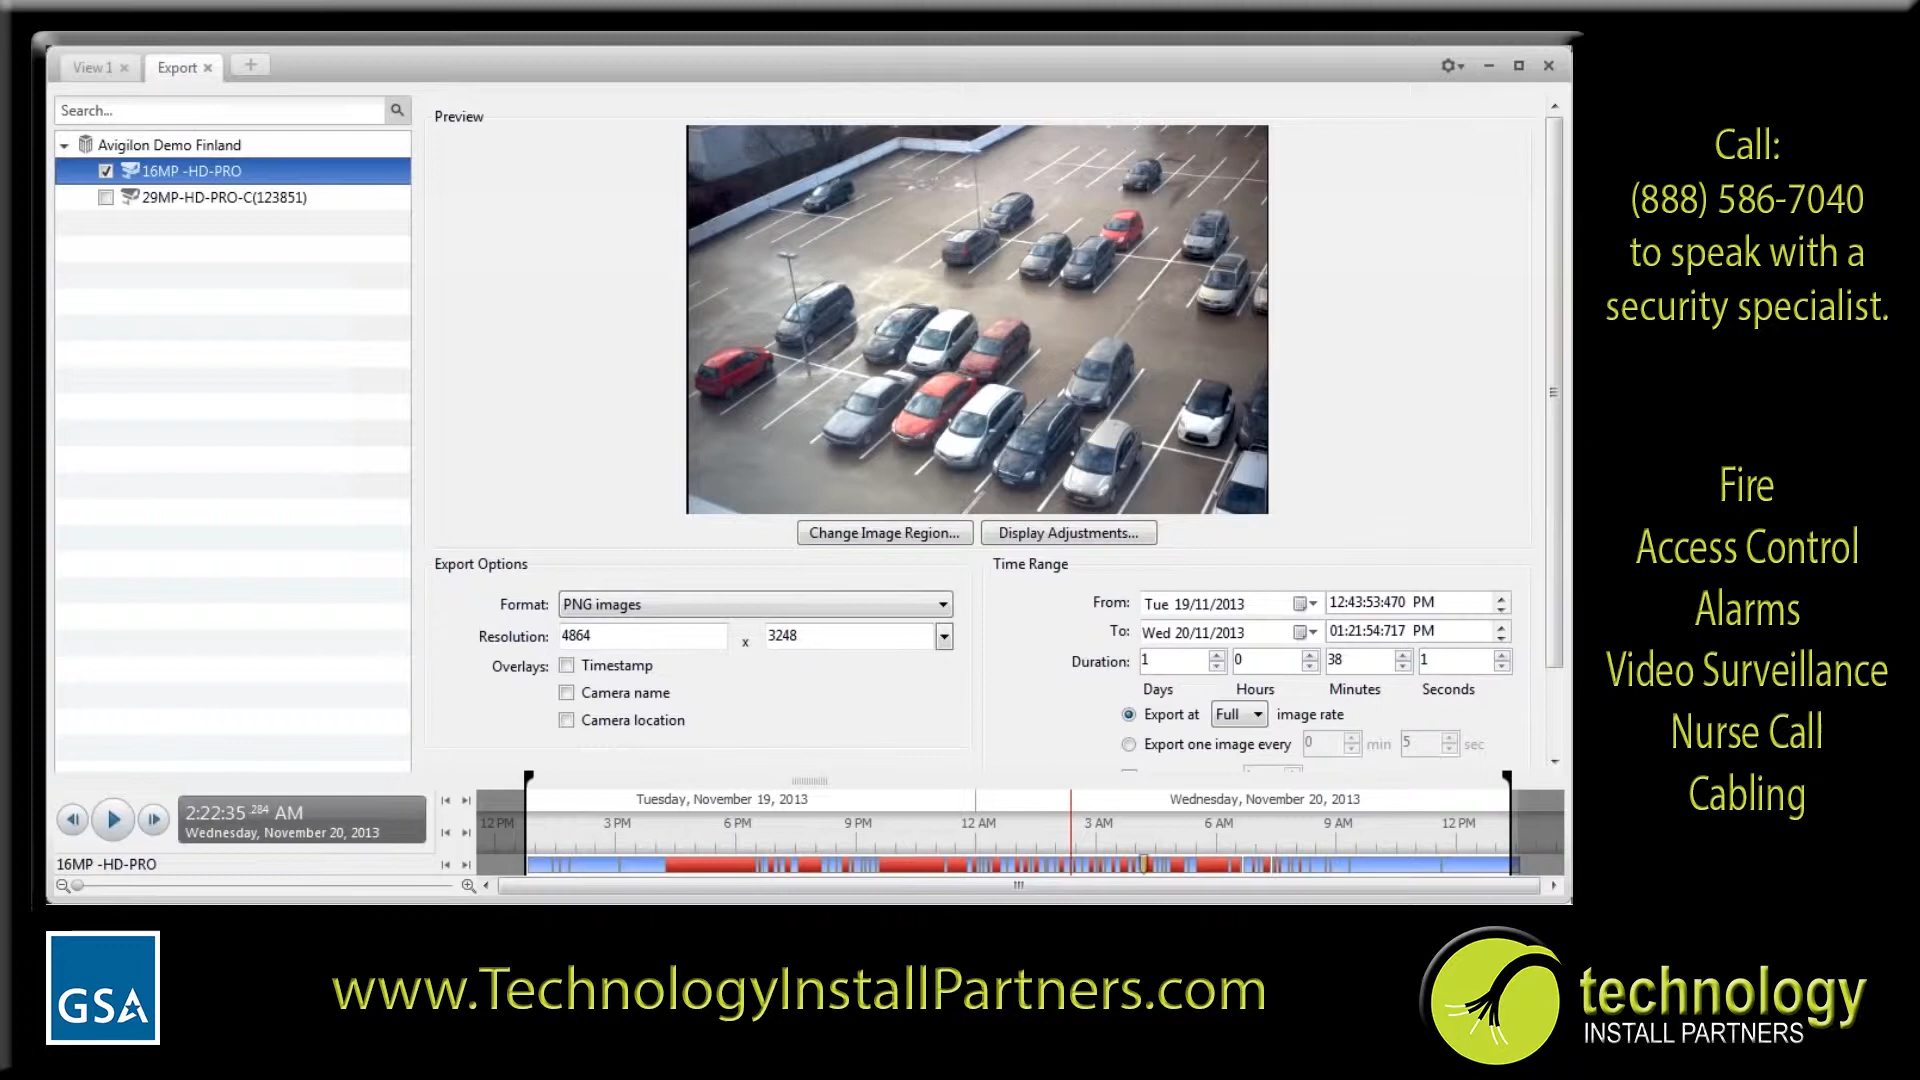 View 1
Export
Search...
Avigilon Demo Finland
16MP -HD-PRO
29MP-HD-PRO-C(123851)
Preview
Change Image Region...
Display Adjustments...
Export Options
Format: PNG images
Resolution: 4864 x 3248
Overlays: Timestamp
Camera name
Camera location
Time Range
From: Tue 19/11/2013 12:43:53:470 PM
To: Wed 20/11/2013 01:21:54:717 PM
Duration: 1 0 38 1
Days Hours Minutes Seconds
Export at Full image rate
Export one image every 0 min 5 sec
2:22:35 .284 AM
Wednesday, November 20, 2013
Tuesday, November 19, 2013 Wednesday, November 20, 2013
12 PM 3 PM 6 PM 9 PM 12 AM 3 AM 6 AM 9 AM 12 PM
16MP -HD-PRO
Call:
(888) 586-7040
to speak with a
security specialist.
Fire
Access Control
Alarms
Video Surveillance
Nurse Call
Cabling
GSA
www.TechnologyInstallPartners.com
technology
INSTALL PARTNERS